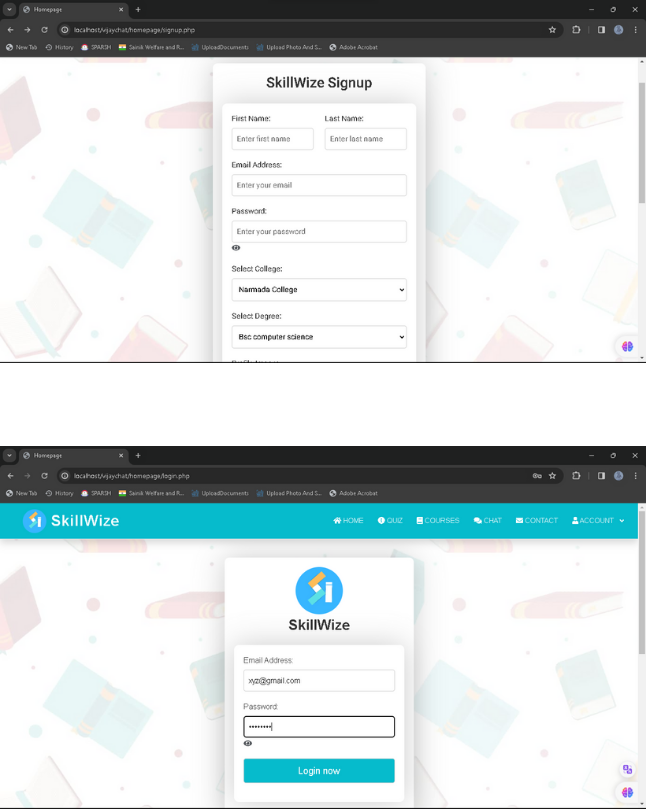 Homepage
localhost/vijaychat/homepage/signup.php
New Tab History SPARSH Sainik Welfare and R... UploadDocuments Upload Photo And S... Adobe Acrobat
SkillWize Signup
First Name: Last Name:
Enter first name Enter last name
Email Address:
Enter your email
Password:
Enter your password
Select College:
Narmada College
Select Degree:
Bsc computer science
Homepage
localhost/vijaychat/homepage/login.php
New Tab History SPARSH Sainik Welfare and R... UploadDocuments Upload Photo And S... Adobe Acrobat
SkillWize HOME QUIZ COURSES CHAT CONTACT ACCOUNT
SkillWize
Email Address:
xyz@gmail.com
Password:
Login now